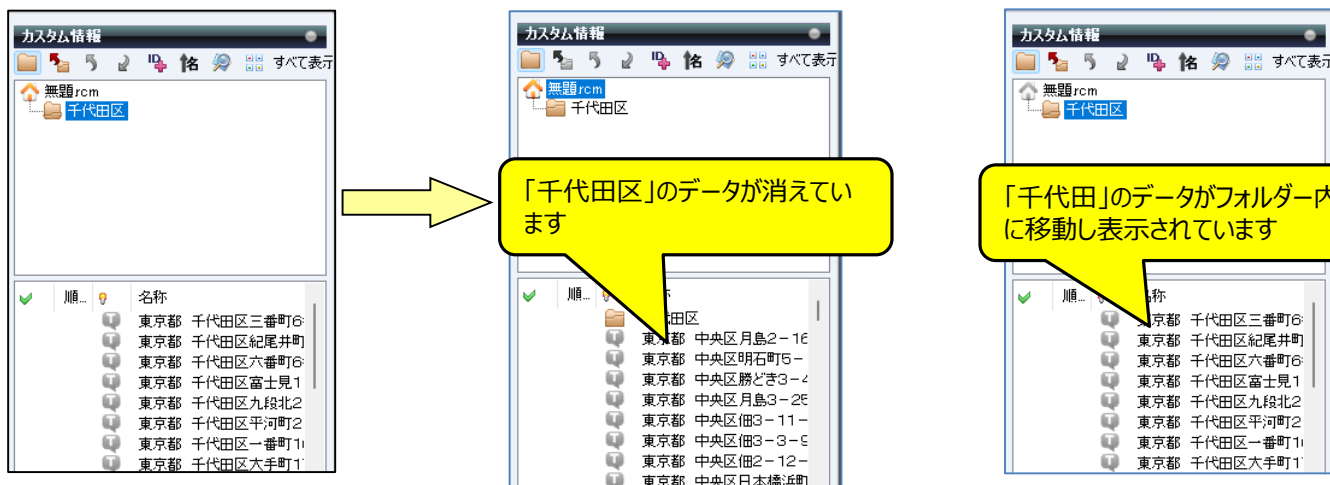 カスタム情報
すべて表示
無題rcm
千代田区
順... 名称
東京都 千代田区三番町6
東京都 千代田区紀尾井町
東京都 千代田区六番町6
東京都 千代田区富士見1
東京都 千代田区九段北2
東京都 千代田区平河町2
東京都 千代田区一番町1
東京都 千代田区大手町1
カスタム情報
すべて表示
無題rcm
千代田区
「千代田区」のデータが消えてい
ます
順...
田区
東京都 中央区月島2-16
東京都 中央区明石町5-
東京都 中央区勝どき3-4
東京都 中央区月島3-25
東京都 中央区佃3-11-
東京都 中央区佃3-3-9
東京都 中央区佃2-12-
東京都 中央区日本橋浜町
カスタム情報
すべて表示
無題rcm
千代田区
「千代田」のデータがフォルダー内
に移動し表示されています
順... 称
東京都 千代田区三番町6
東京都 千代田区紀尾井町
東京都 千代田区六番町6
東京都 千代田区富士見1
東京都 千代田区九段北2
東京都 千代田区平河町2
東京都 千代田区一番町1
東京都 千代田区大手町1